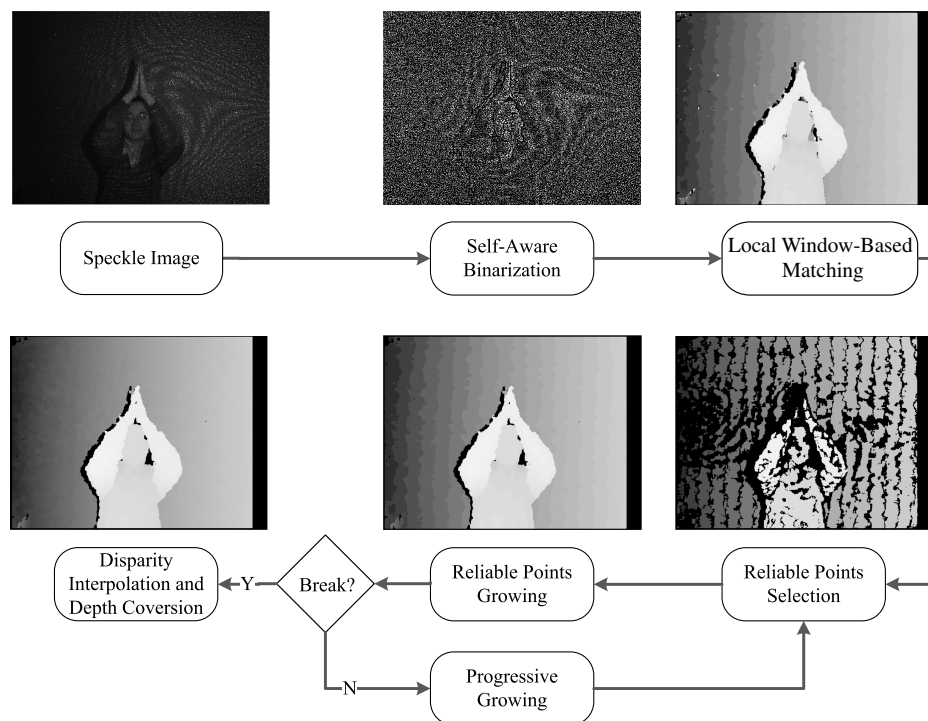 Speckle Image
Self-Aware
Binarization
Local Window-Based
Matching
Disparity
Interpolation and
Depth Coversion
Y
Break?
Reliable Points
Growing
Reliable Points
Selection
N
Progressive
Growing